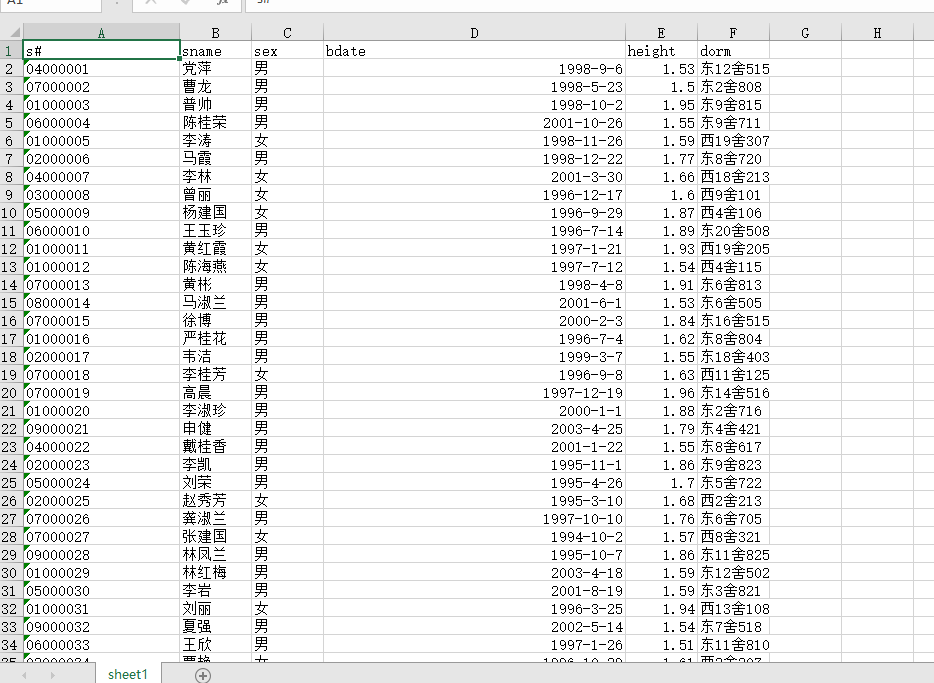 A B C D E F G H
1 s# sname sex bdate height dorm
2 04000001 党萍 男 1998-9-6 1.53 东12舍515
3 07000002 曹龙 男 1998-5-23 1.5 东2舍808
4 01000003 普帅 男 1998-10-2 1.95 东9舍815
5 06000004 陈桂荣 男 2001-10-26 1.55 东9舍711
6 01000005 李涛 女 1998-11-26 1.59 西19舍307
7 02000006 马霞 男 1998-12-22 1.77 东8舍720
8 04000007 李林 女 2001-3-30 1.66 西18舍213
9 03000008 曾丽 女 1996-12-17 1.6 西9舍101
10 05000009 杨建国 女 1996-9-29 1.87 西4舍106
11 06000010 王玉珍 男 1996-7-14 1.89 东20舍508
12 01000011 黄红霞 女 1997-1-21 1.93 西19舍205
13 01000012 陈海燕 女 1997-7-12 1.54 西4舍115
14 07000013 黄彬 男 1998-4-8 1.91 东6舍813
15 08000014 马淑兰 男 2001-6-1 1.53 东6舍505
16 07000015 徐博 男 2000-2-3 1.84 东16舍515
17 01000016 严桂花 男 1996-7-4 1.62 东8舍804
18 02000017 韦洁 男 1999-3-7 1.55 东18舍403
19 07000018 李桂芳 女 1996-9-8 1.63 西11舍125
20 07000019 高晨 男 1997-12-19 1.96 东14舍516
21 01000020 李淑珍 男 2000-1-1 1.88 东2舍716
22 09000021 申健 男 2003-4-25 1.79 东4舍421
23 04000022 戴桂香 男 2001-1-22 1.55 东8舍617
24 02000023 李凯 男 1995-11-1 1.86 东9舍823
25 05000024 刘荣 男 1995-4-26 1.7 东5舍722
26 02000025 赵秀芳 女 1995-3-10 1.68 西2舍213
27 07000026 龚淑兰 男 1997-10-10 1.76 东6舍705
28 07000027 张建国 女 1994-10-2 1.57 西8舍321
29 09000028 林凤兰 男 1995-10-7 1.86 东11舍825
30 01000029 林红梅 男 2003-4-18 1.59 东12舍502
31 05000030 李岩 男 2001-8-19 1.59 东3舍821
32 01000031 刘丽 女 1996-3-25 1.94 西13舍108
33 09000032 夏强 男 2002-5-14 1.54 东7舍518
34 06000033 王欣 男 1997-1-26 1.51 东11舍810
sheet1